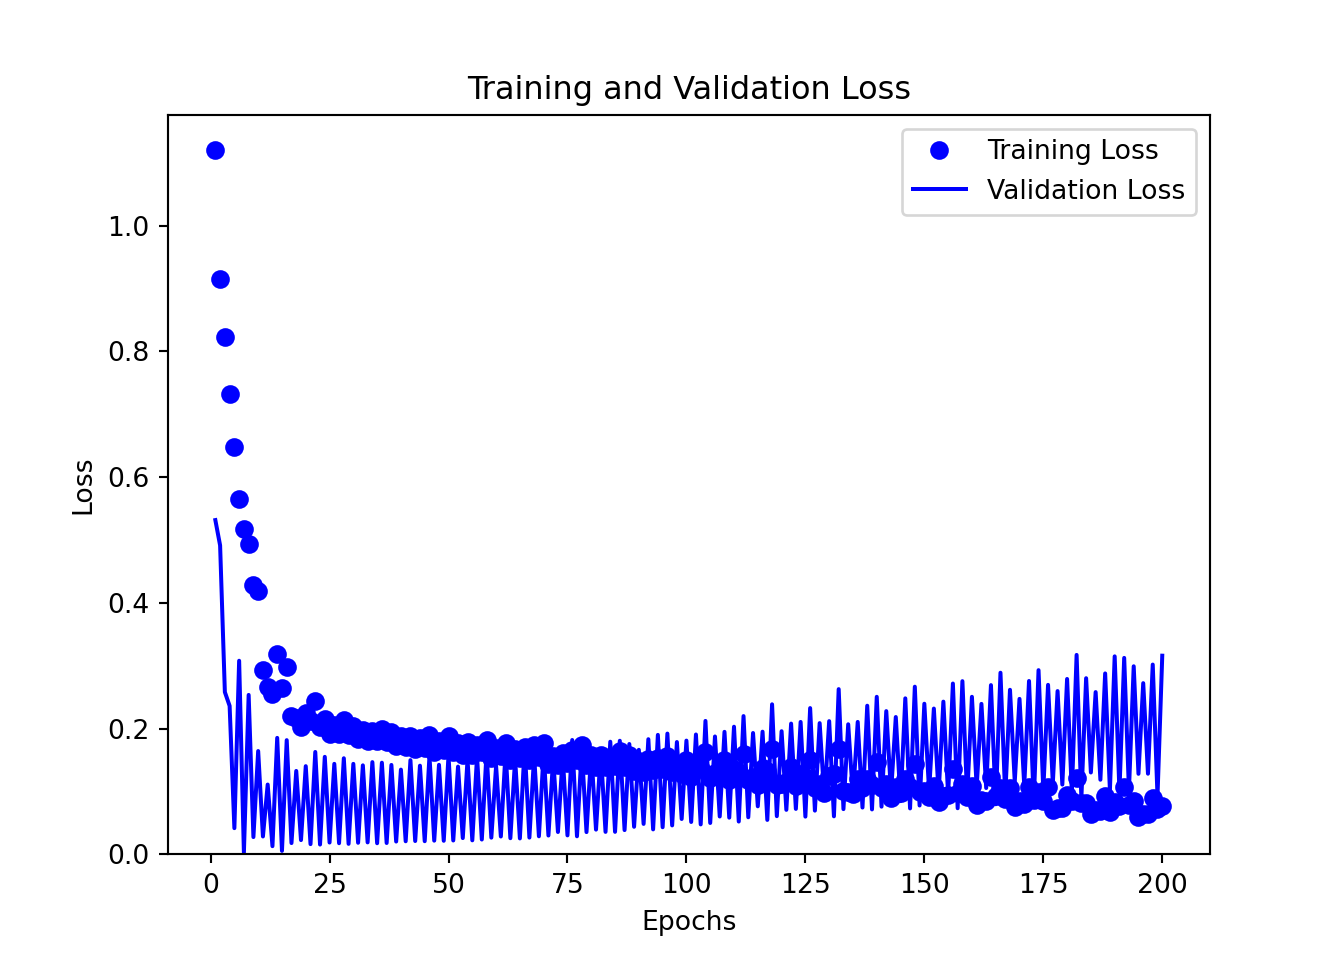 Training and Validation Loss
Training Loss
Validation Loss
1.0
0.8
0.6
0.4
0.2
0.0
Loss
0 25 50 75 100 125 150 175 200
Epochs